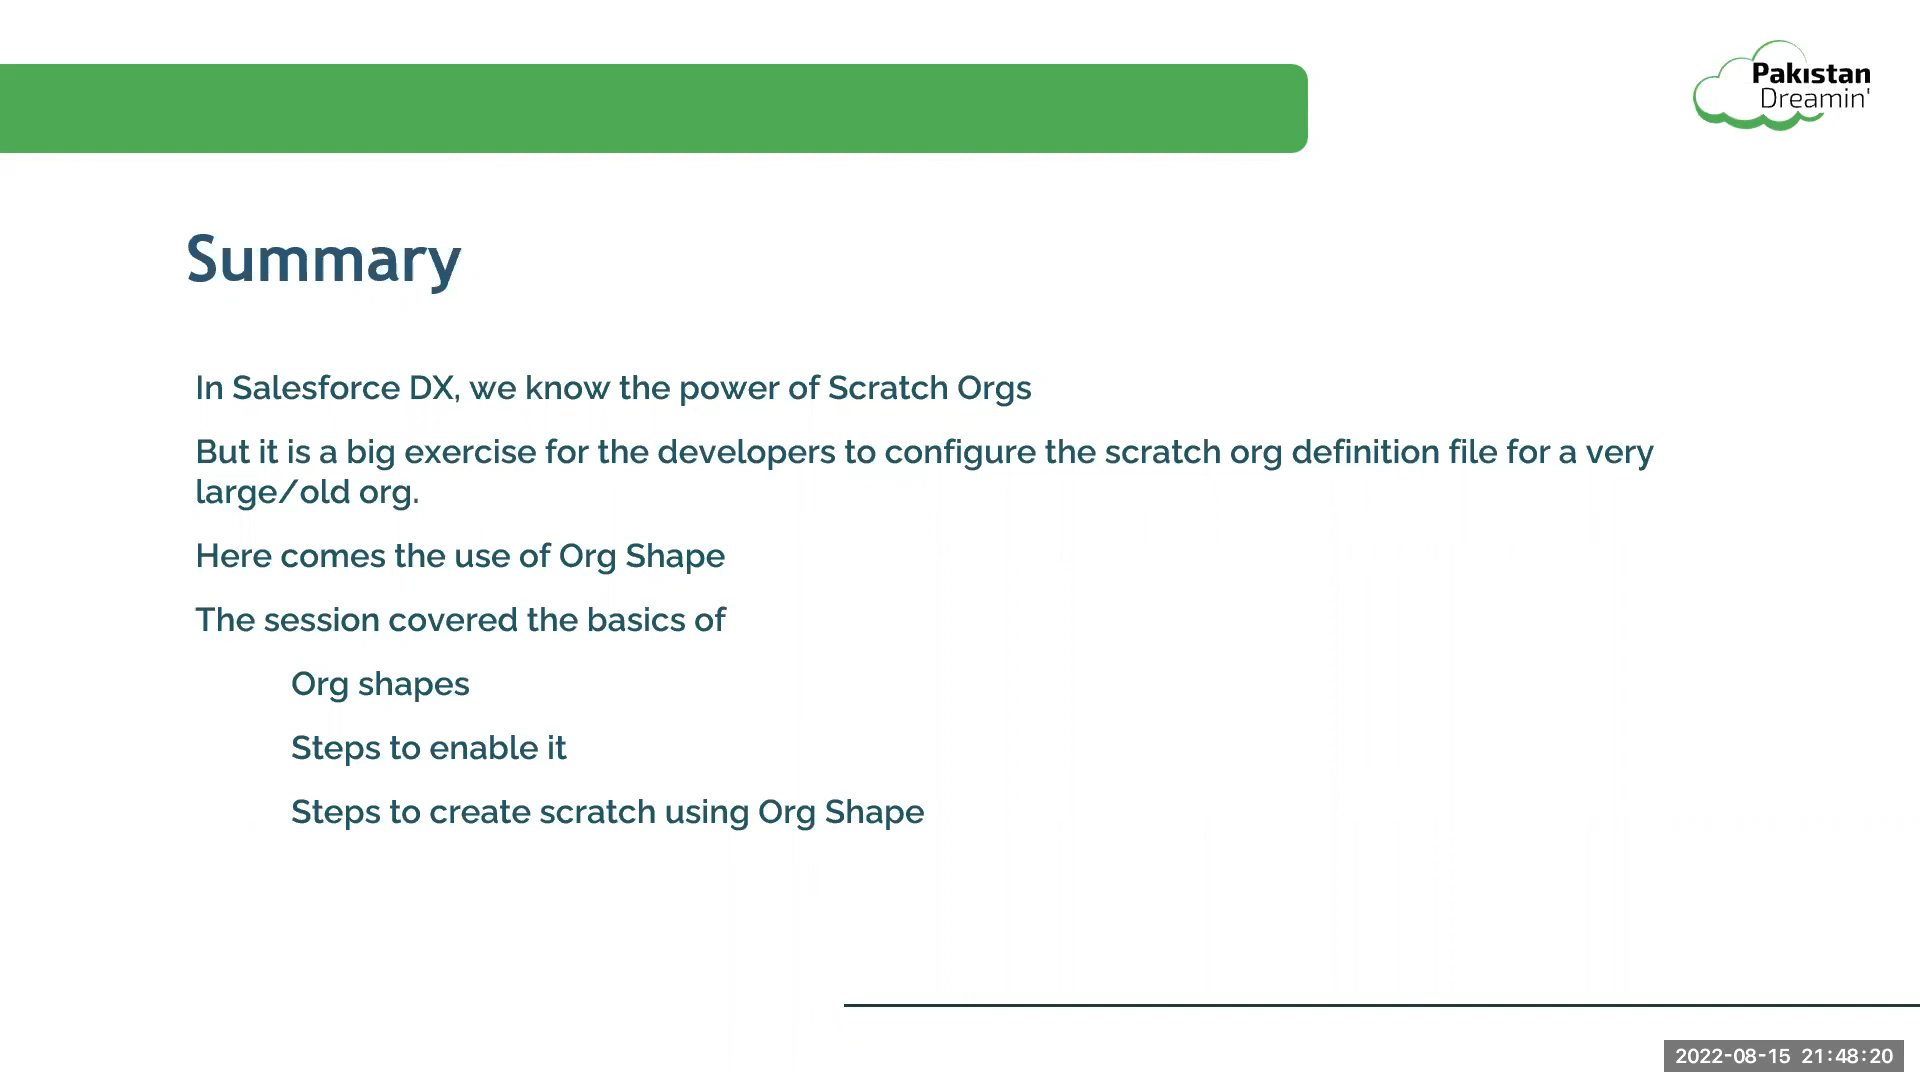 Pakistan
Dreamin'
Summary
In Salesforce DX, we know the power of Scratch Orgs
But it is a big exercise for the developers to configure the scratch org definition file for a very
large/old org.
Here comes the use of Org Shape
The session covered the basics of
Org shapes
Steps to enable it
Steps to create scratch using Org Shape
2022-08-15 21:48:20